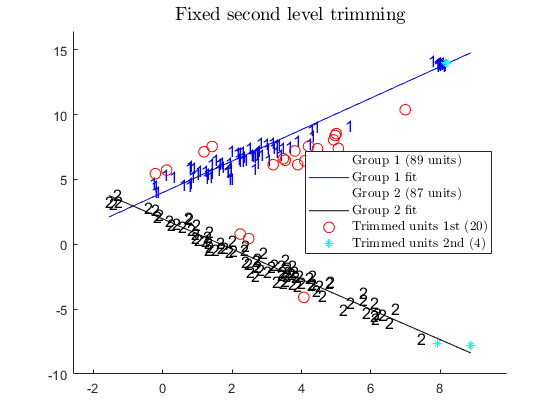 Fixed second level trimming
15
10
5
0
-5
-10
-2
0
2
4
6
8
Group 1 (89 units)
Group 1 fit
Group 2 (87 units)
Group 2 fit
Trimmed units 1st (20)
Trimmed units 2nd (4)